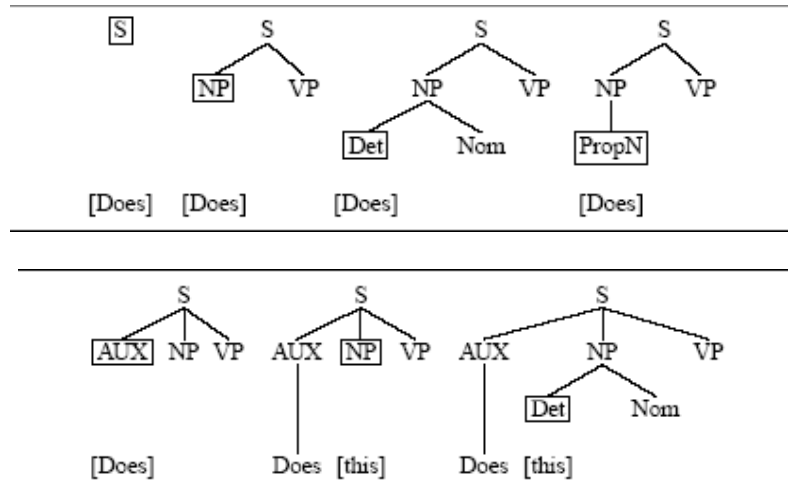 S S S S
NP VP NP VP NP VP
Det Nom PropN
[Does] [Does] [Does] [Does]
S S S
AUX NP VP AUX NP VP AUX NP VP
Det Nom
[Does] Does [this] Does [this]